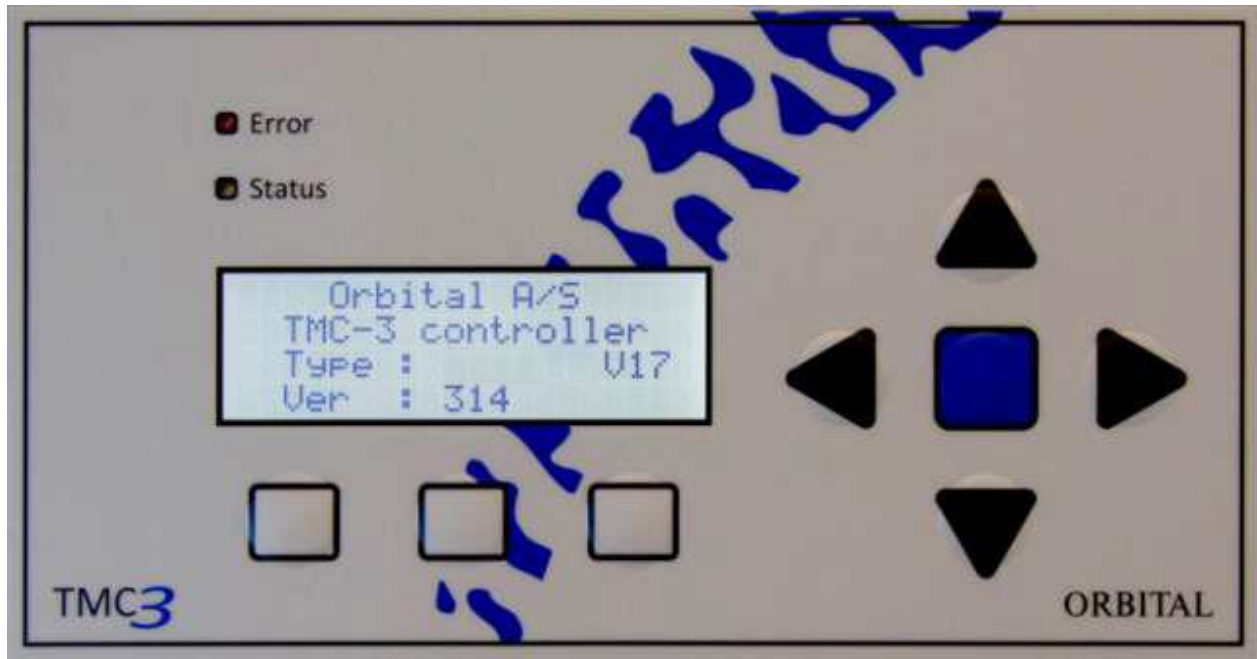 Error
Status
Orbital A/S
TMC-3 controller
Type : V17
Ver : 314
TMC3
ORBITAL